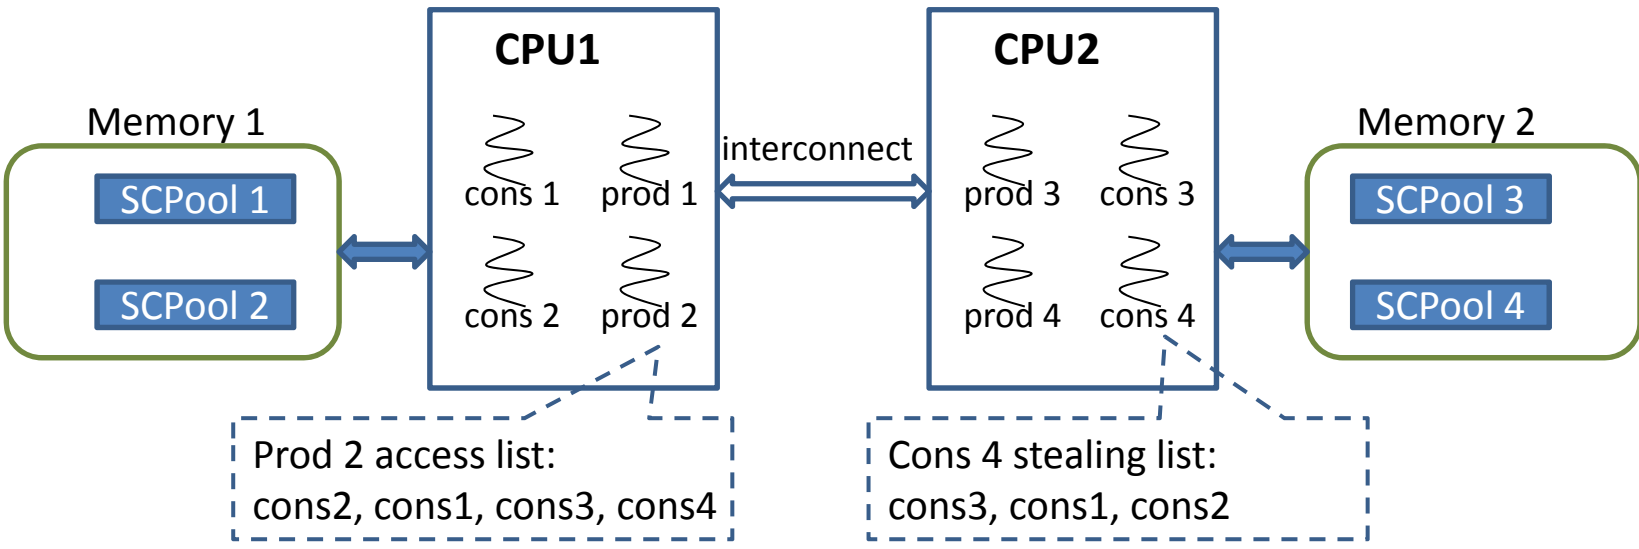 CPU1
CPU2
Memory 1
Memory 2
interconnect
SCPool 1
cons 1
prod 1
prod 3
cons 3
SCPool 3
SCPool 2
cons 2
prod 2
prod 4
cons 4
SCPool 4
Prod 2 access list:
cons2, cons1, cons3, cons4
Cons 4 stealing list:
cons3, cons1, cons2